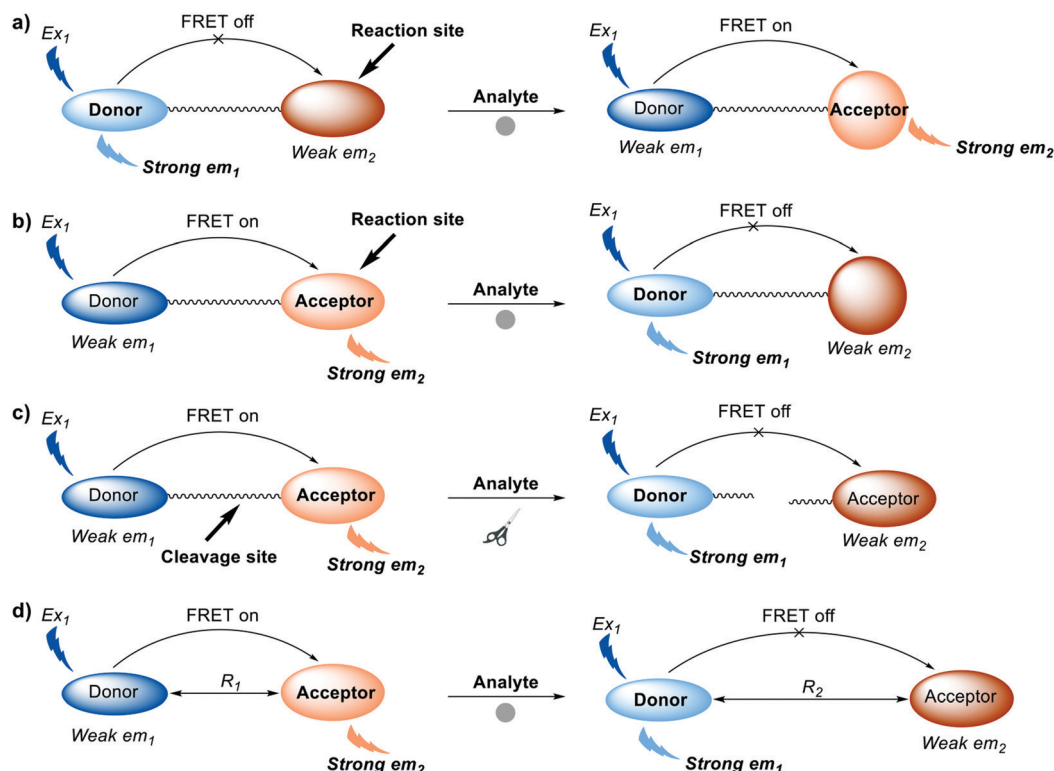 a)
Ex1
FRET off
Reaction site
Donor
Strong em1
Weak em2
Analyte
Ex1
FRET on
Donor
Weak em1
Acceptor
Strong em2
b)
Ex1
FRET on
Reaction site
Donor
Weak em1
Acceptor
Strong em2
Analyte
Ex1
FRET off
Donor
Strong em1
Weak em2
c)
Ex1
FRET on
Donor
Weak em1
Cleavage site
Acceptor
Strong em2
Analyte
Ex1
FRET off
Donor
Strong em1
Acceptor
Weak em2
d)
Ex1
FRET on
Donor
R1
Acceptor
Weak em1
Strong em2
Analyte
Ex1
FRET off
Donor
R2
Acceptor
Strong em1
Weak em2